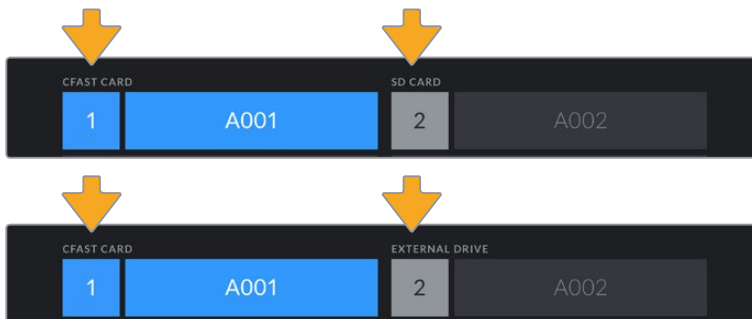 CFAST CARD SD CARD
1 A001 2 A002
CFAST CARD EXTERNAL DRIVE
1 A001 2 A002